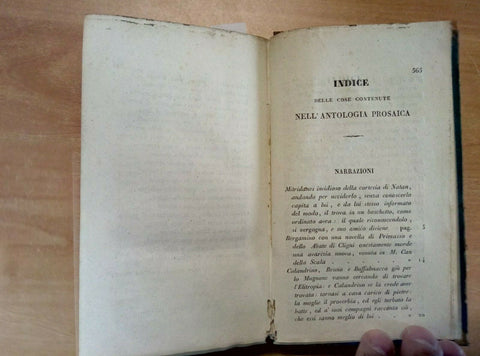 565
INDICE
DELLE COSE CONTENUTE
NELL'ANTOLOGIA PROSAICA
NARRAZIONI
Mitridanes invidioso della cortesia di Natan,
andando per ucciderlo, senza conoscerlo
capita a lui, e da lui stesso informato
del modo, il trova in un boschetto, come
ordinato avea: il quale riconoscendolo,
si vergogna, e suo amico diviene pag. 5
Bergamino con una novella di Primasso e
dello Abate di Cligni onestamente morde
una avarizia nuova, venuta in M. Can
della Scala . . . . . . 14
Calandrino, Bruno e Buffalmacco giù per
lo Mugnone vanno cercando di trovare
l'Elitropia: e Calandrino se la crede aver
trovata: tornasi a casa carico di pietre:
la moglie il proverbia, ed egli turbato la
batte, ed a' suoi compagni racconta ciò,
che essi sanno meglio di lui . . . 20